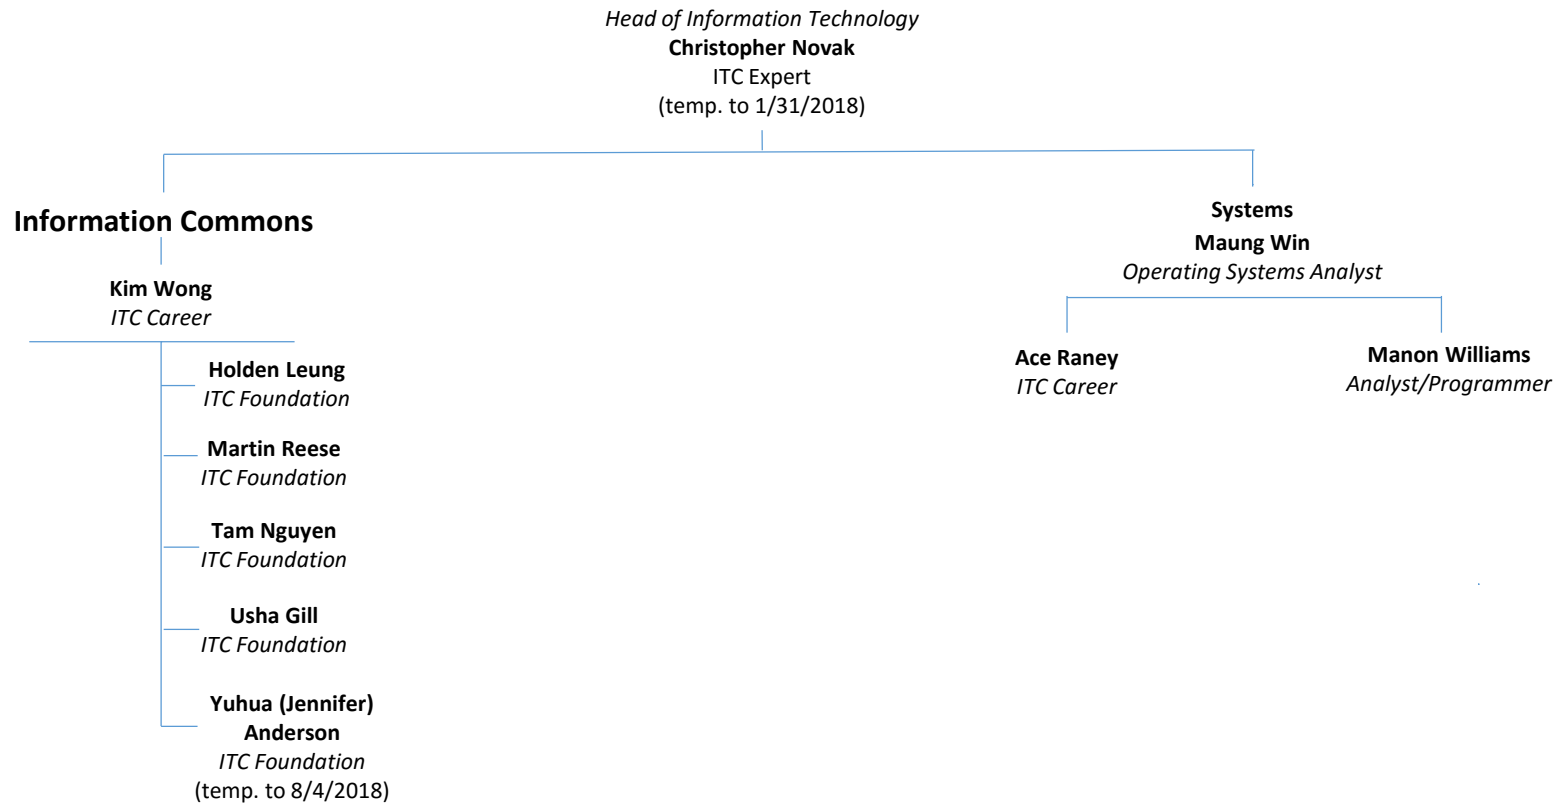 Head of Information Technology
Christopher Novak
ITC Expert
(temp. to 1/31/2018)
Information Commons
Kim Wong
ITC Career
Holden Leung
ITC Foundation
Martin Reese
ITC Foundation
Tam Nguyen
ITC Foundation
Usha Gill
ITC Foundation
Yuhua (Jennifer)
Anderson
ITC Foundation
(temp. to 8/4/2018)
Systems
Maung Win
Operating Systems Analyst
Ace Raney
ITC Career
Manon Williams
Analyst/Programmer